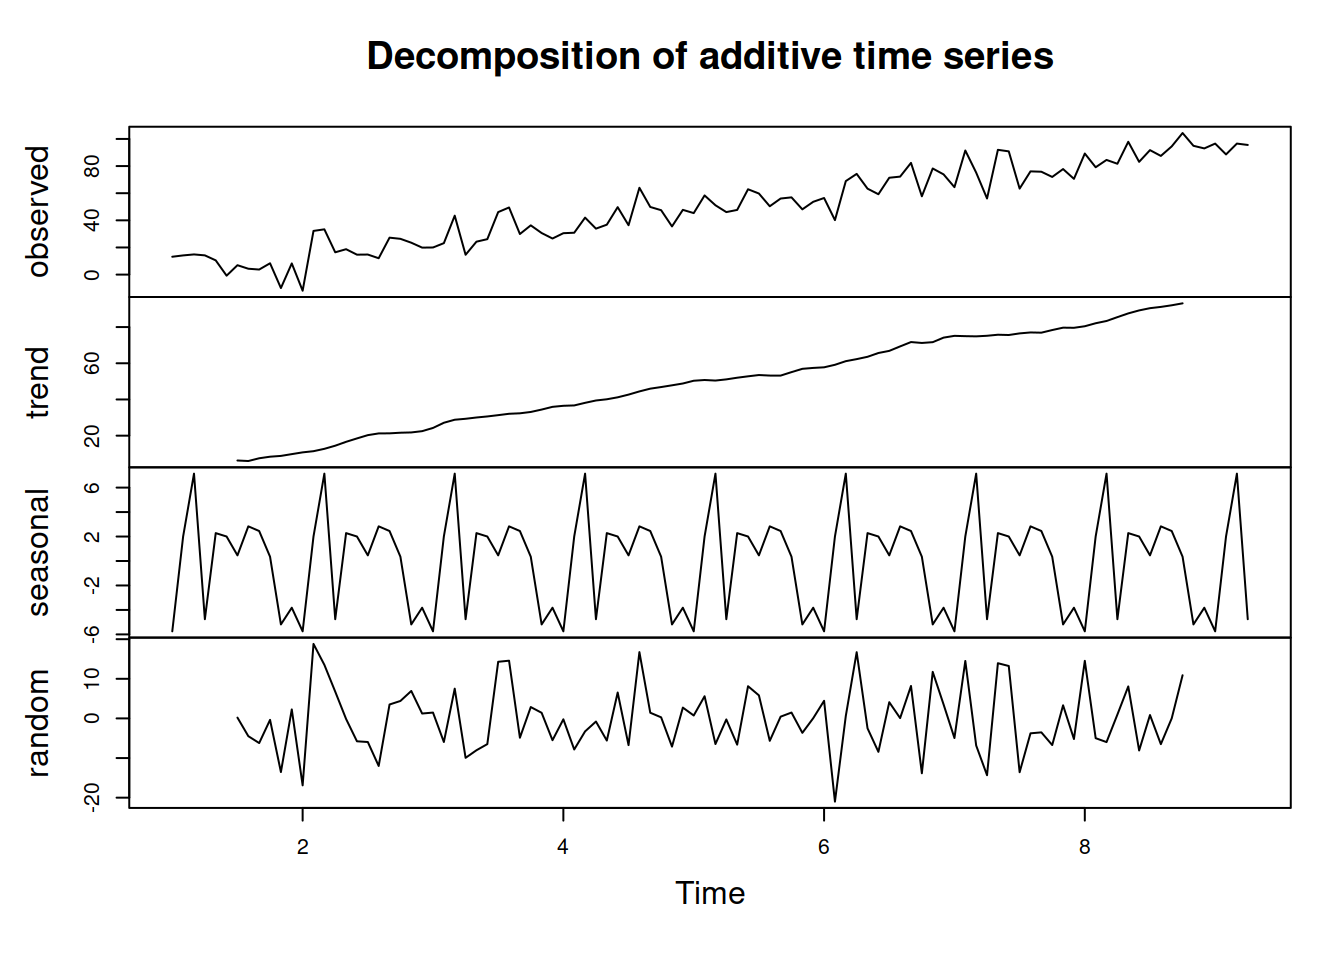 Decomposition of additive time series
observed
0 40 80
trend
20 60
seasonal
-6 -2 2 6
random
-20 0 10
2 4 6 8
Time